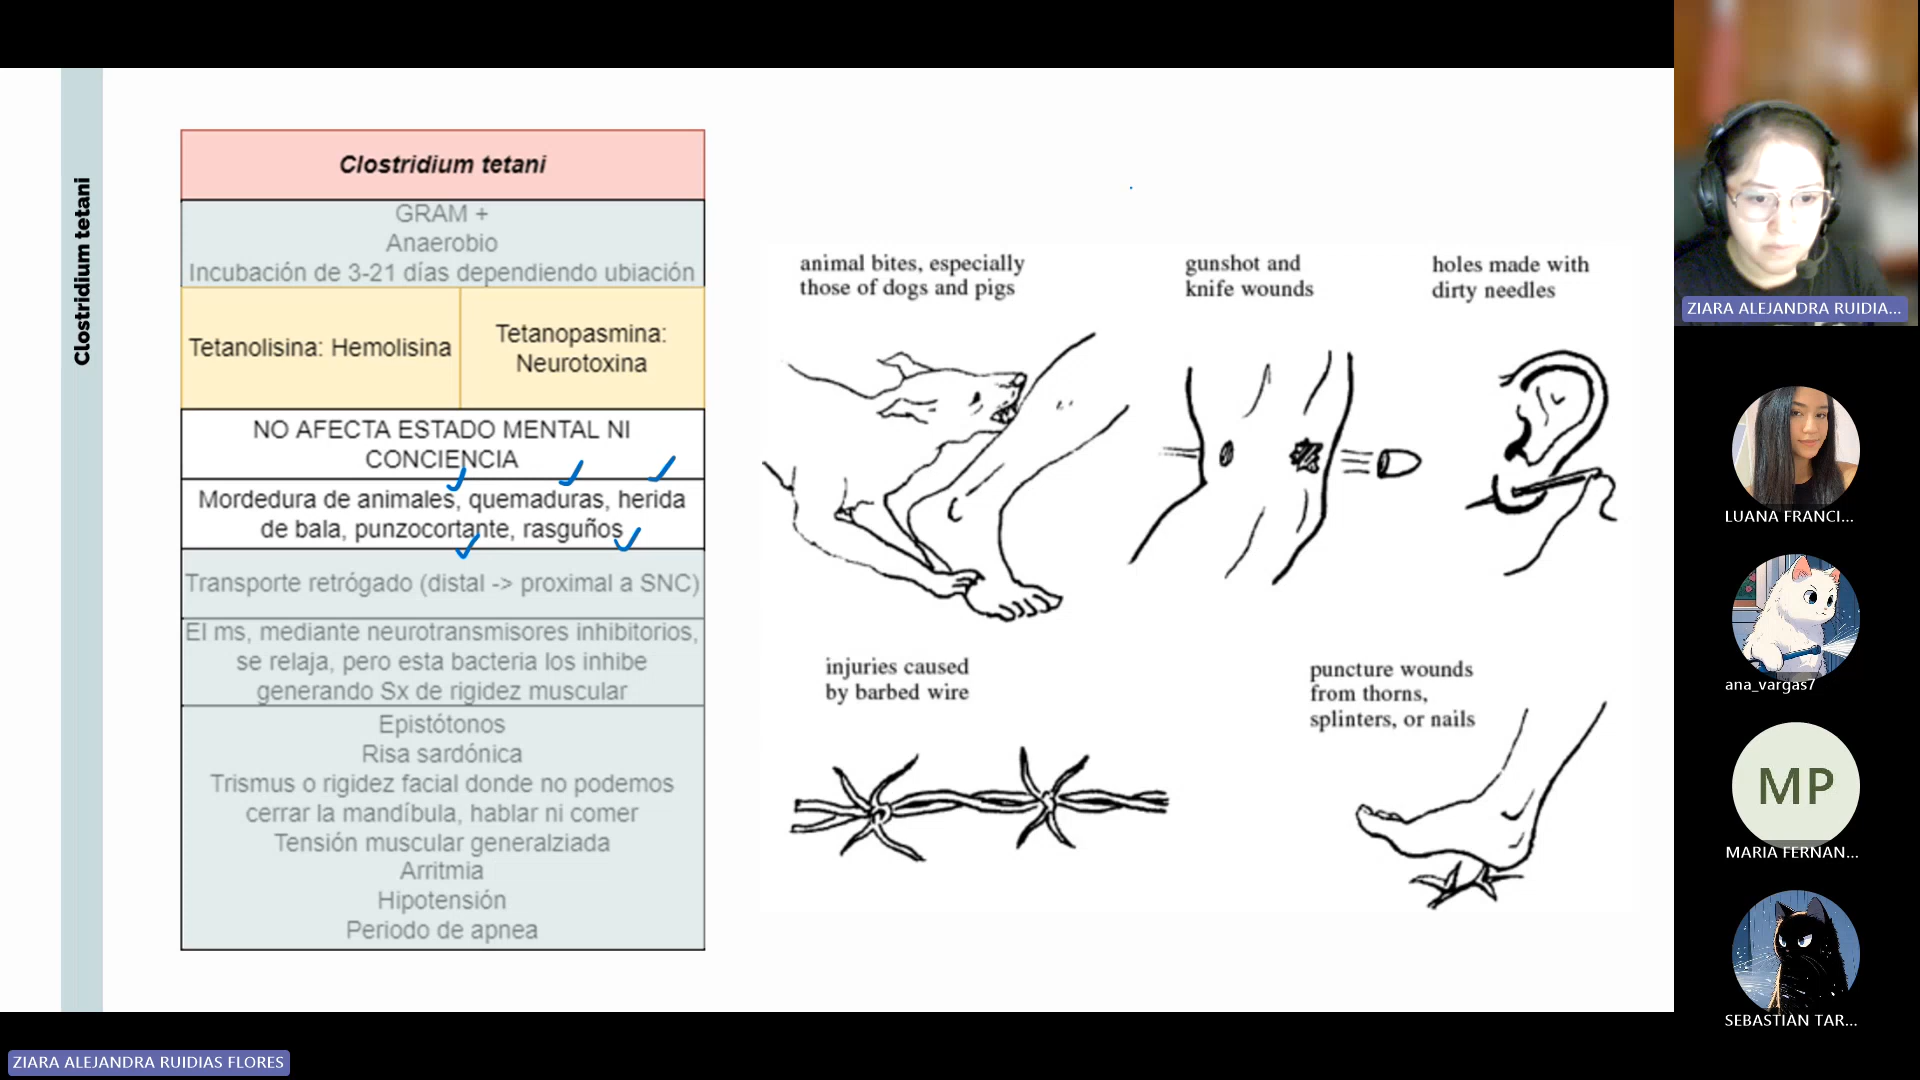 Clostridium tetani
Clostridium tetani
GRAM +
Anaerobio
Incubación de 3-21 días dependiendo ubiación
Tetanolisina: Hemolisina
Tetanopasmina:
Neurotoxina
NO AFECTA ESTADO MENTAL NI
CONCIENCIA
Mordedura de animales, quemaduras, herida
de bala, punzocortante, rasguños
Transporte retrógado (distal -> proximal a SNC)
El ms, mediante neurotransmisores inhibitorios,
se relaja, pero esta bacteria los inhibe
generando Sx de rigidez muscular
Epistótonos
Risa sardónica
Trismus o rigidez facial donde no podemos
cerrar la mandíbula, hablar ni comer
Tensión muscular generalziada
Arritmia
Hipotensión
Periodo de apnea
animal bites, especially
those of dogs and pigs
gunshot and
knife wounds
holes made with
dirty needles
injuries caused
by barbed wire
puncture wounds
from thorns,
splinters, or nails
ZIARA ALEJANDRA RUIDIA...
LUANA FRANCI...
ana_vargas7
MP
MARIA FERNAN...
SEBASTIAN TAR...
ZIARA ALEJANDRA RUIDIAS FLORES